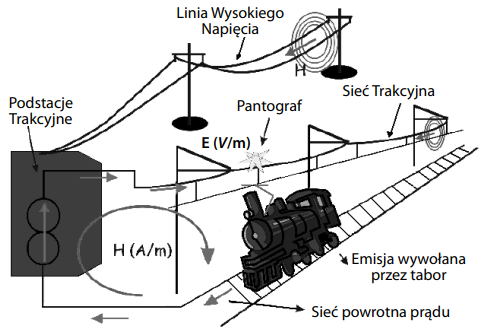 Linia Wysokiego
Napięcia
H
Sieć Trakcyjna
Pantograf
Podstacje
Trakcyjne
E (V/m)
H (A/m)
Emisja wywołana
przez tabor
Sieć powrotna prądu